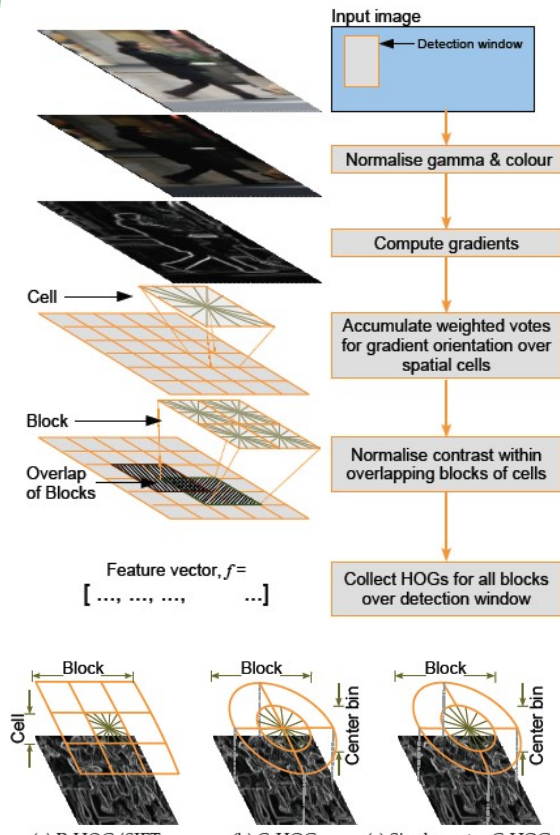 Input image
Detection window
Normalise gamma & colour
Compute gradients
Cell
Accumulate weighted votes
for gradient orientation over
spatial cells
Block
Overlap
of Blocks
Normalise contrast within
overlapping blocks of cells
Feature vector, f =
[ ..., ..., ...,   ...]
Collect HOGs for all blocks
over detection window
Block
Cell
Block
Center bin
Block
Center bin